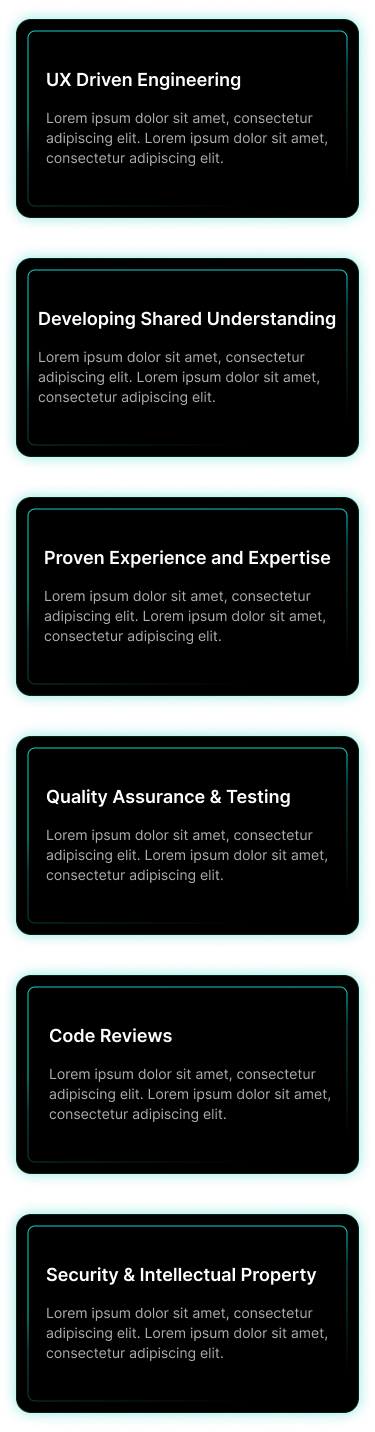 UX Driven Engineering
Lorem ipsum dolor sit amet, consectetur
adipiscing elit. Lorem ipsum dolor sit amet,
consectetur adipiscing elit.
Developing Shared Understanding
Lorem ipsum dolor sit amet, consectetur
adipiscing elit. Lorem ipsum dolor sit amet,
consectetur adipiscing elit.
Proven Experience and Expertise
Lorem ipsum dolor sit amet, consectetur
adipiscing elit. Lorem ipsum dolor sit amet,
consectetur adipiscing elit.
Quality Assurance & Testing
Lorem ipsum dolor sit amet, consectetur
adipiscing elit. Lorem ipsum dolor sit amet,
consectetur adipiscing elit.
Code Reviews
Lorem ipsum dolor sit amet, consectetur
adipiscing elit. Lorem ipsum dolor sit amet,
consectetur adipiscing elit.
Security & Intellectual Property
Lorem ipsum dolor sit amet, consectetur
adipiscing elit. Lorem ipsum dolor sit amet,
consectetur adipiscing elit.